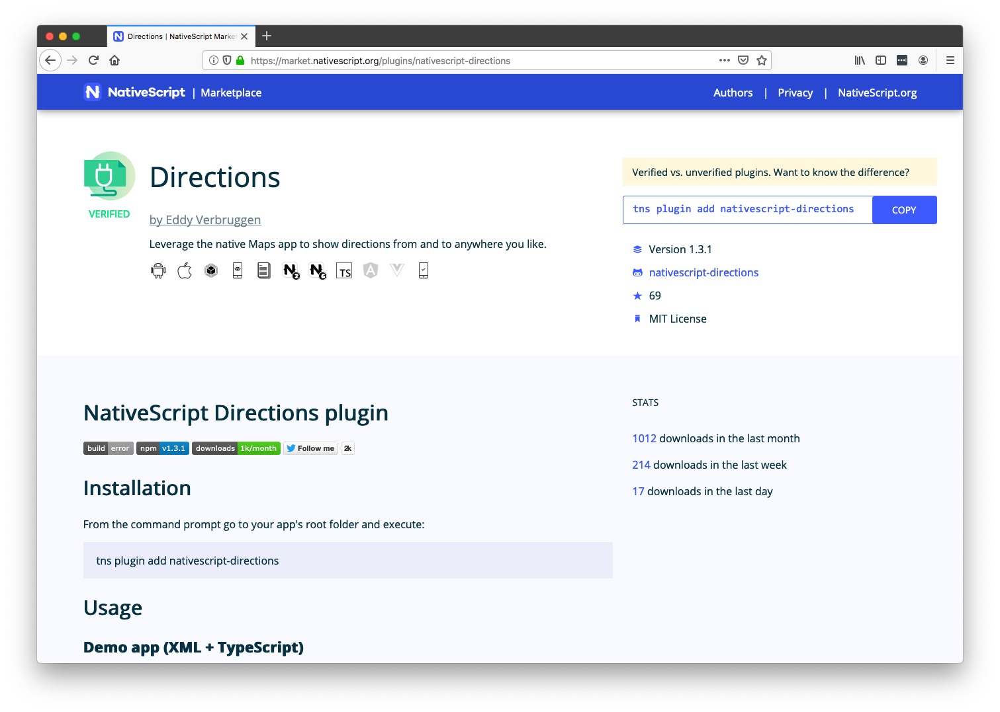 Directions | NativeScript Marke
https://market.nativescript.org/plugins/nativescript-directions
NativeScript | Marketplace
Authors | Privacy | NativeScript.org
VERIFIED
Directions
by Eddy Verbruggen
Leverage the native Maps app to show directions from and to anywhere you like.
N2 N6 TS A
Verified vs. unverified plugins. Want to know the difference?
tns plugin add nativescript-directions COPY
Version 1.3.1
nativescript-directions
69
MIT License
NativeScript Directions plugin
build error npm v1.3.1 downloads 1k/month Follow me 2k
Installation
From the command prompt go to your app's root folder and execute:
tns plugin add nativescript-directions
Usage
Demo app (XML + TypeScript)
STATS
1012 downloads in the last month
214 downloads in the last week
17 downloads in the last day